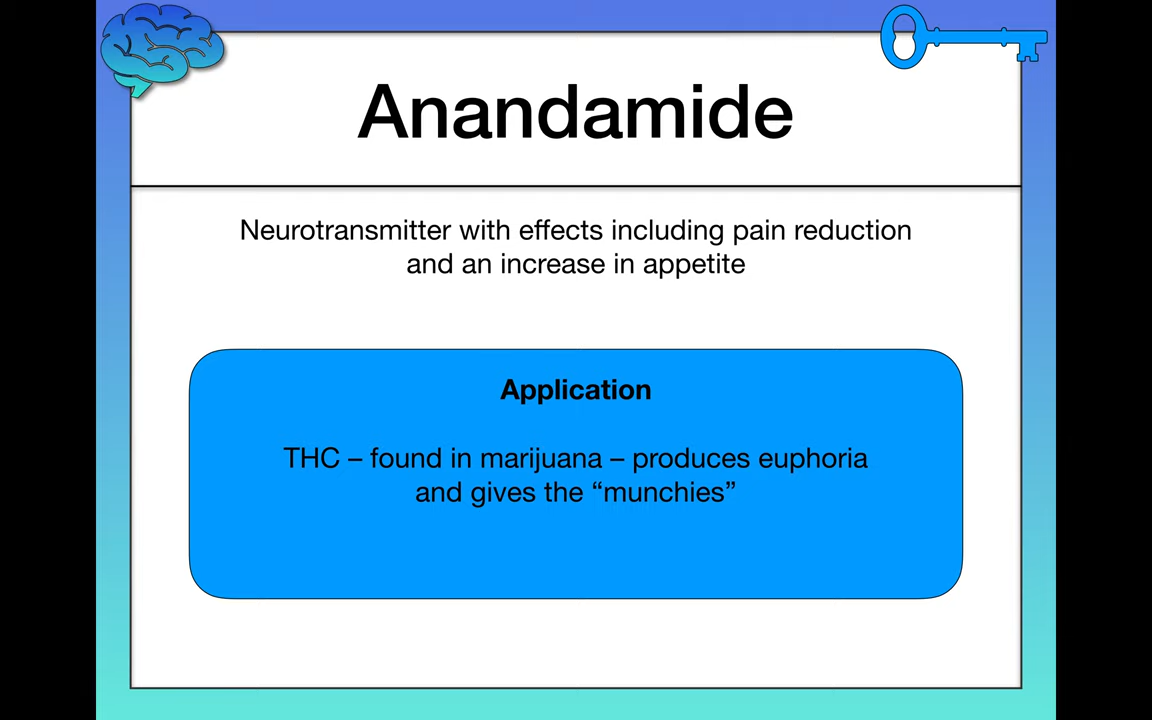 Anandamide
Neurotransmitter with effects including pain reduction
and an increase in appetite
Application
THC – found in marijuana – produces euphoria
and gives the “munchies”